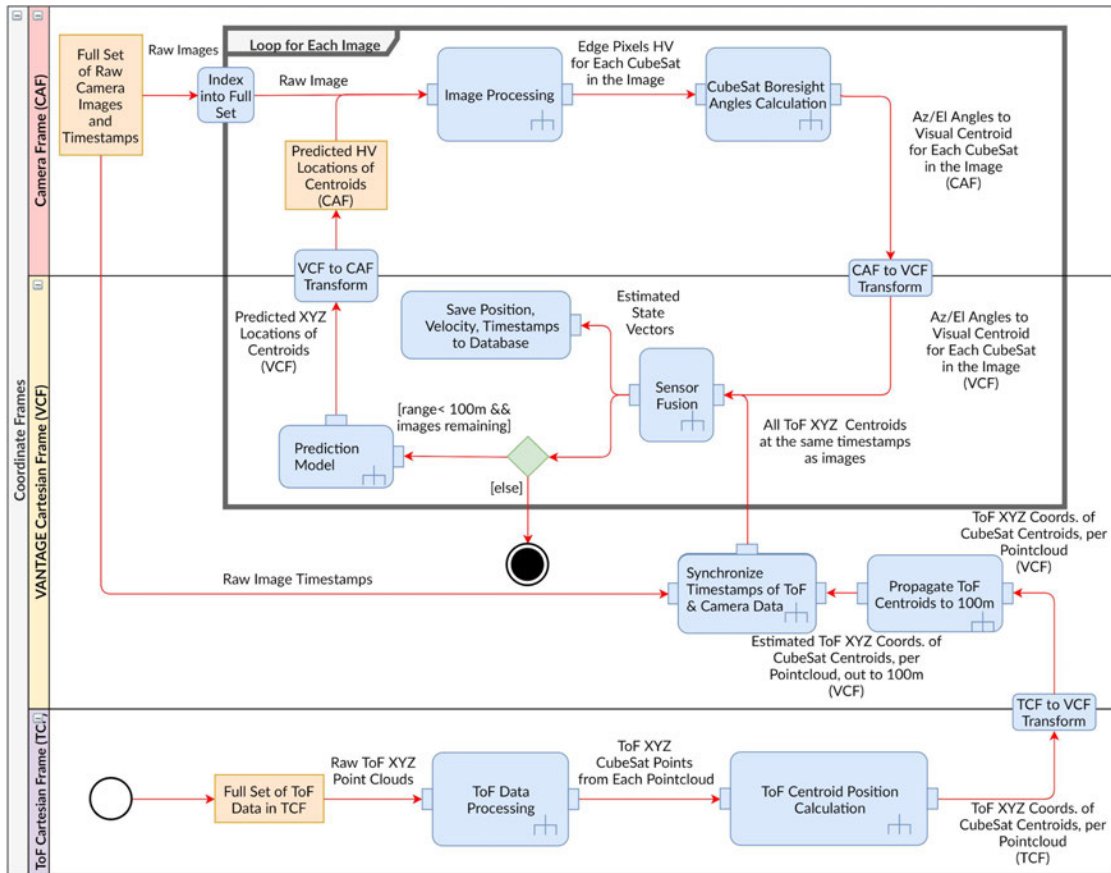 Coordinate Frames
Camera Frame (CAF)
Full Set
of Raw
Camera
Images
and
Timestamps
Raw Images
Loop for Each Image
Index
into Full
Set
Raw Image
Image Processing
Edge Pixels HV
for Each CubeSat
in the Image
CubeSat Boresight
Angles Calculation
Az/El Angles to
Visual Centroid
for Each CubeSat
in the Image
(CAF)
Predicted HV
Locations of
Centroids
(CAF)
VCF to CAF
Transform
CAF to VCF
Transform
VANTAGE Cartesian Frame (VCF)
Predicted XYZ
Locations of
Centroids
(VCF)
Save Position,
Velocity, Timestamps
to Database
Estimated
State
Vectors
Az/El Angles to
Visual Centroid
for Each CubeSat
in the Image
(VCF)
Sensor
Fusion
[range< 100m &&
images remaining]
Prediction
Model
[else]
All ToF XYZ Centroids
at the same timestamps
as images
Raw Image Timestamps
Synchronize
Timestamps of ToF
& Camera Data
Propagate ToF
Centroids to 100m
ToF XYZ Coords. of
CubeSat Centroids, per
Pointcloud
(VCF)
Estimated ToF XYZ Coords. of
CubeSat Centroids, per
Pointcloud, out to 100m
(VCF)
TCF to VCF
Transform
ToF Cartesian Frame (TCF)
Full Set of ToF
Data in TCF
Raw ToF XYZ
Point Clouds
ToF Data
Processing
ToF XYZ
CubeSat Points
from Each Pointcloud
ToF Centroid Position
Calculation
ToF XYZ Coords. of
CubeSat Centroids, per
Pointcloud
(TCF)